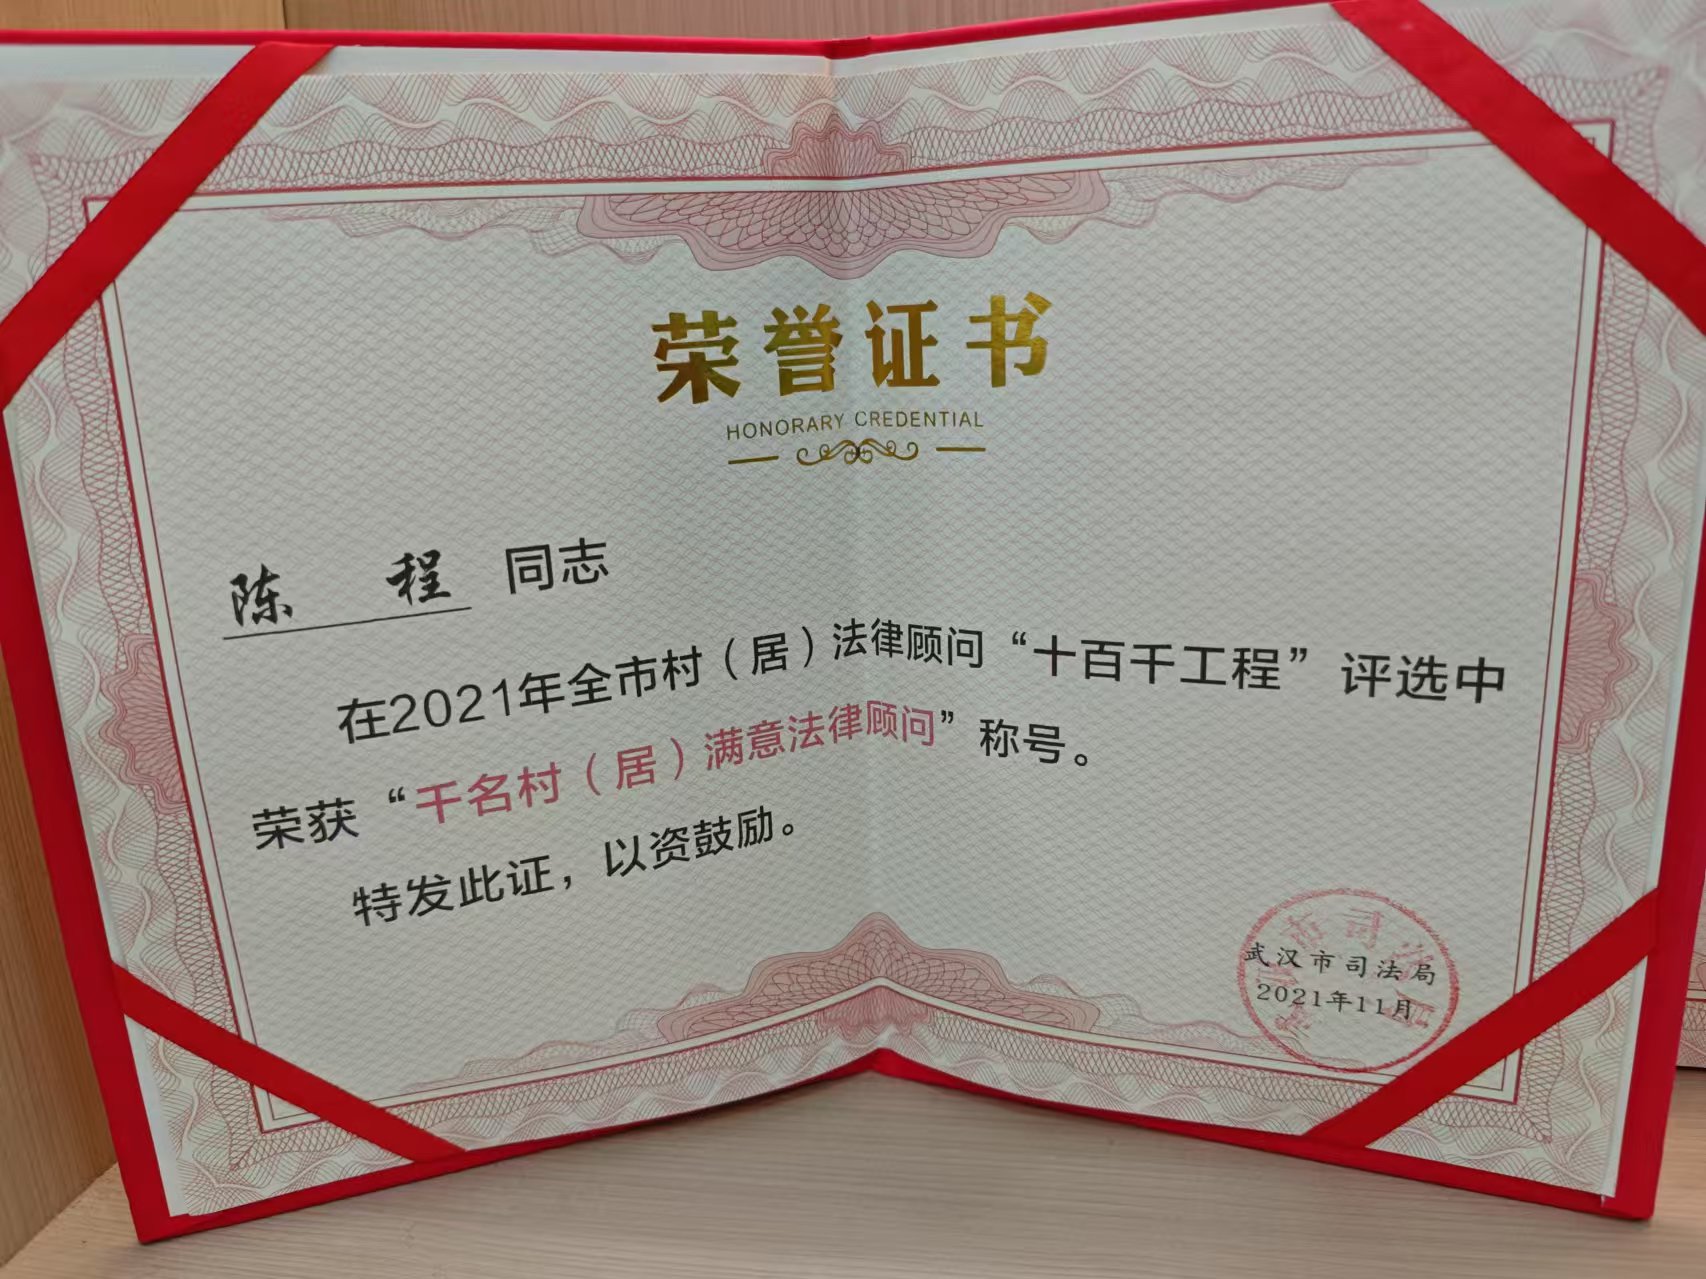 荣誉证书
HONORARY CREDENTIAL
陈 程 同志
在2021年全市村（居）法律顾问“十百千工程”评选中
荣获“千名村（居）满意法律顾问”称号。
特发此证，以资鼓励。
武汉市司法局
2021年11月